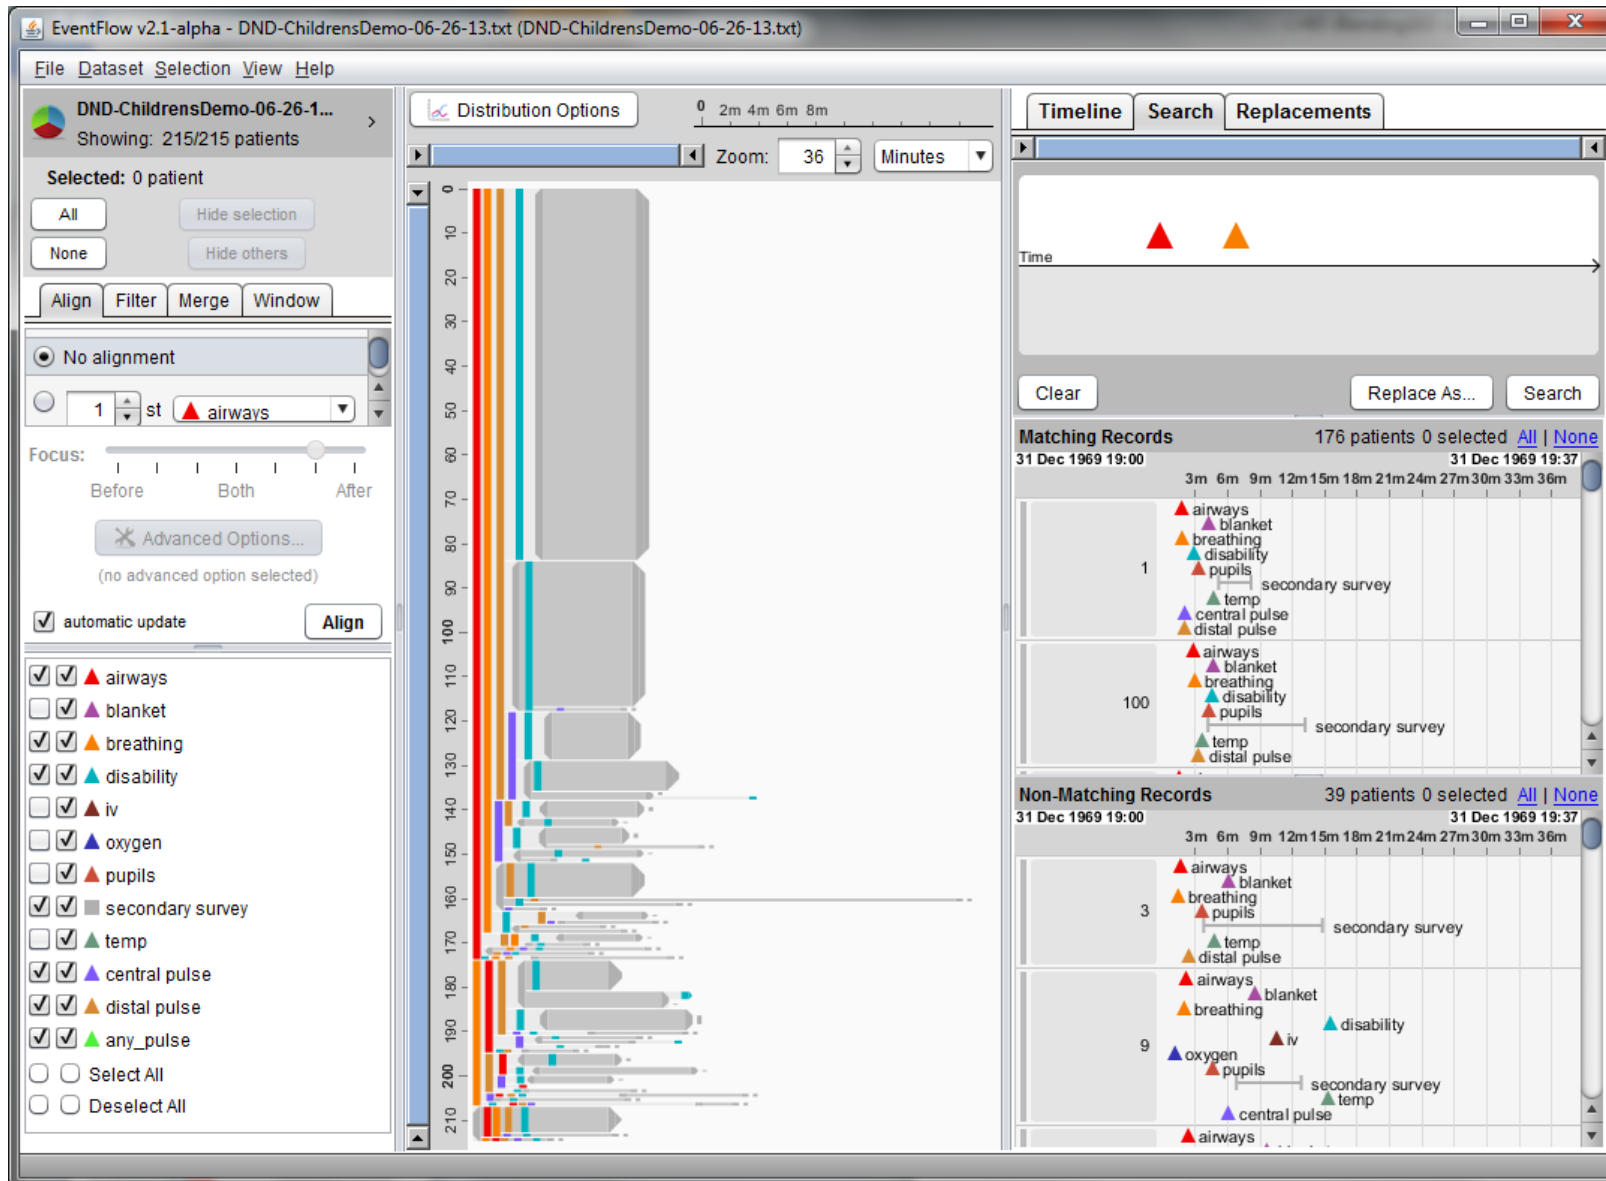 EventFlow v2.1-alpha - DND-ChildrensDemo-06-26-13.txt (DND-ChildrensDemo-06-26-13.txt)
File Dataset Selection View Help
DND-ChildrensDemo-06-26-1...
Showing: 215/215 patients
Selected: 0 patient
All
Hide selection
None
Hide others
Align Filter Merge Window
No alignment
1 st airways
Focus:
Before Both After
Advanced Options...
(no advanced option selected)
automatic update
Align
airways
blanket
breathing
disability
iv
oxygen
pupils
secondary survey
temp
central pulse
distal pulse
any_pulse
Select All
Deselect All
Distribution Options
0 2m 4m 6m 8m
Zoom: 36 Minutes
0
10
20
30
40
50
60
70
80
90
100
110
120
130
140
150
160
170
180
190
200
210
Timeline Search Replacements
Time
Clear
Replace As...
Search
Matching Records 176 patients 0 selected All | None
31 Dec 1969 19:00 31 Dec 1969 19:37
3m 6m 9m 12m 15m 18m 21m 24m 27m 30m 33m 36m
1
airways
blanket
breathing
disability
pupils
secondary survey
temp
central pulse
distal pulse
100
airways
blanket
breathing
disability
pupils
secondary survey
temp
distal pulse
Non-Matching Records 39 patients 0 selected All | None
31 Dec 1969 19:00 31 Dec 1969 19:37
3m 6m 9m 12m 15m 18m 21m 24m 27m 30m 33m 36m
3
airways
blanket
breathing
pupils
secondary survey
temp
distal pulse
9
airways
blanket
breathing
disability
iv
oxygen
pupils
secondary survey
temp
central pulse
airways